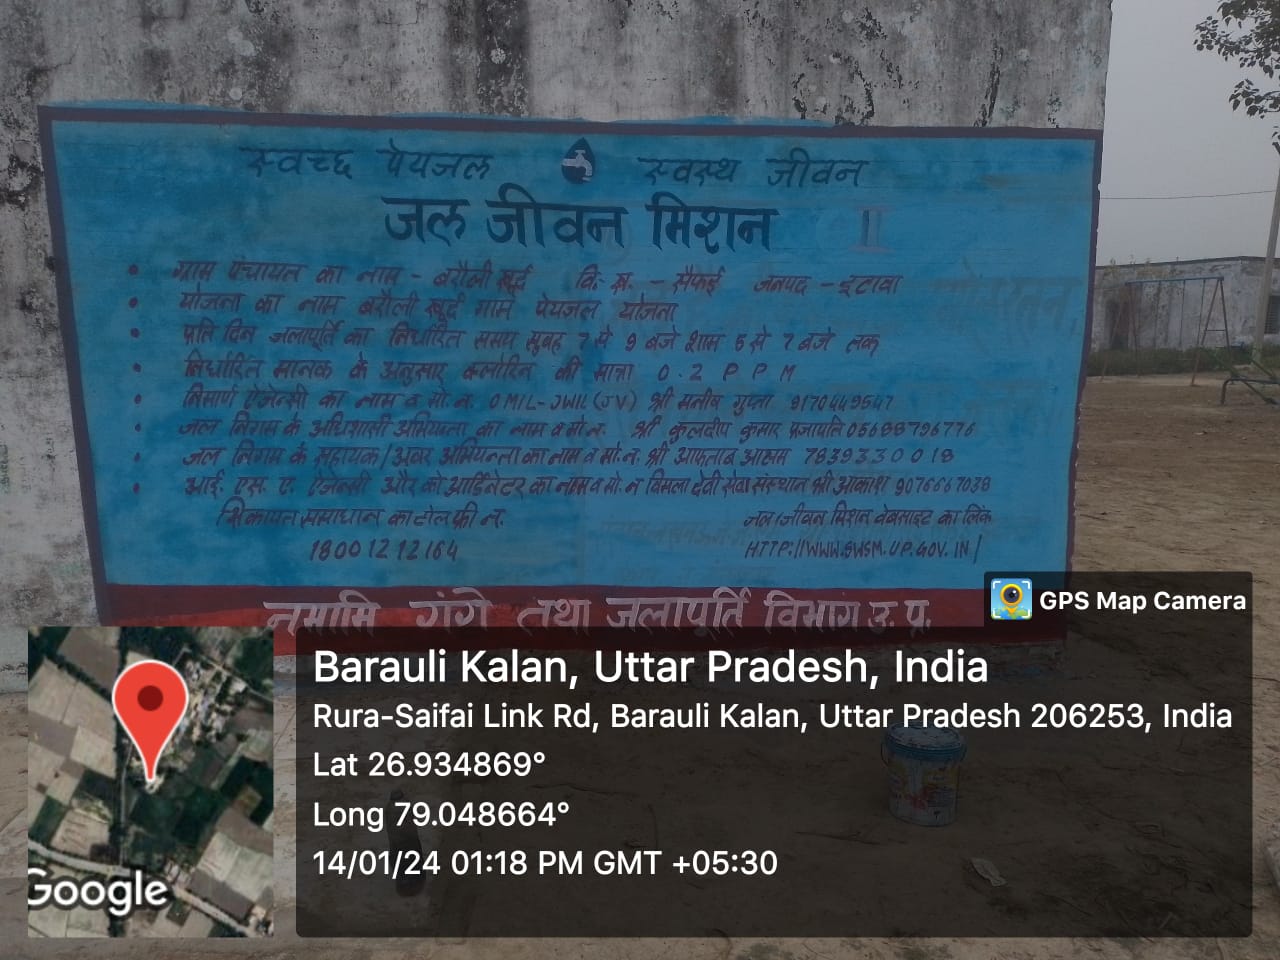 स्वच्छ पेयजल स्वस्थ जीवन
जल जीवन मिशन II
• ग्राम पंचायत का नाम - बरौली खुर्द वि. ख. - सैफई जनपद - इटावा
• योजना का नाम बरौली खुर्द ग्राम पेयजल योजना
• प्रति दिन जलापूर्ति का निर्धारित समय सुबह 7 से 9 बजे शाम 5 से 7 बजे तक
• निर्धारित मानक के अनुसार क्लोरिन की मात्रा 0.2 P P M
• निर्माण ऐजेन्सी का नाम व मो.न. OMIL-JWIL(JV) श्री मनीष गुप्ता 9170449547
• जल निगम के अधिशासी अभियन्ता का नाम व मो.न. श्री कुलदीप कुमार प्रजापति 05688796776
• जल निगम के सहायक/अवर अभियन्ता का नाम व मो.न. श्री आफताब आलम 7839330018
• आई. एस. ए. ऐजेन्सी और को आर्डिनेटर का नाम व मो.न विमला देवी सेवा संस्थान श्री आकाश 9076667038
शिकायत समाधान का टोल फ्री न. जल जीवन मिशन वेबसाइट का लिंक
1800 12 12 164 HTTP://WWW.SWSM.UP.GOV.IN|
नमामि गंगे तथा जलापूर्ति विभाग उ. प्र.
GPS Map Camera
Barauli Kalan, Uttar Pradesh, India
Rura-Saifai Link Rd, Barauli Kalan, Uttar Pradesh 206253, India
Lat 26.934869°
Long 79.048664°
14/01/24 01:18 PM GMT +05:30
Google